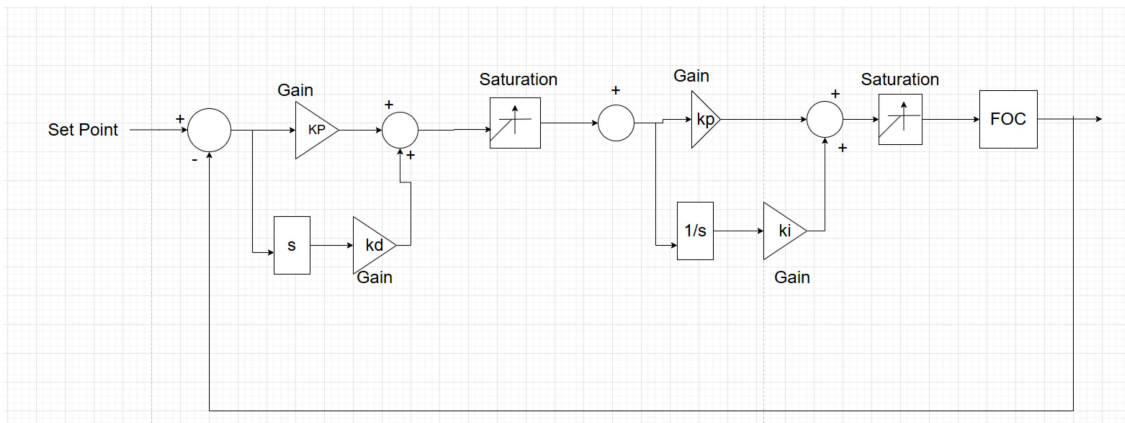 Saturation
Gain
+
Gain
Saturation
+
+
+
Set Point
+
KP
kp
FOC
-
+
+
s
kd
1/s
ki
Gain
Gain